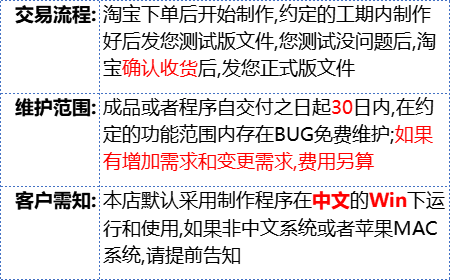 交易流程: 淘宝下单后开始制作,约定的工期内制作
好后发您测试版文件,您测试没问题后,淘
宝确认收货后,发您正式版文件
维护范围: 成品或者程序自交付之日起30日内,在约
定的功能范围内存在BUG免费维护;如果
有增加需求和变更需求,费用另算
客户需知: 本店默认采用制作程序在中文的Win下运
行和使用,如果非中文系统或者苹果MAC
系统,请提前告知